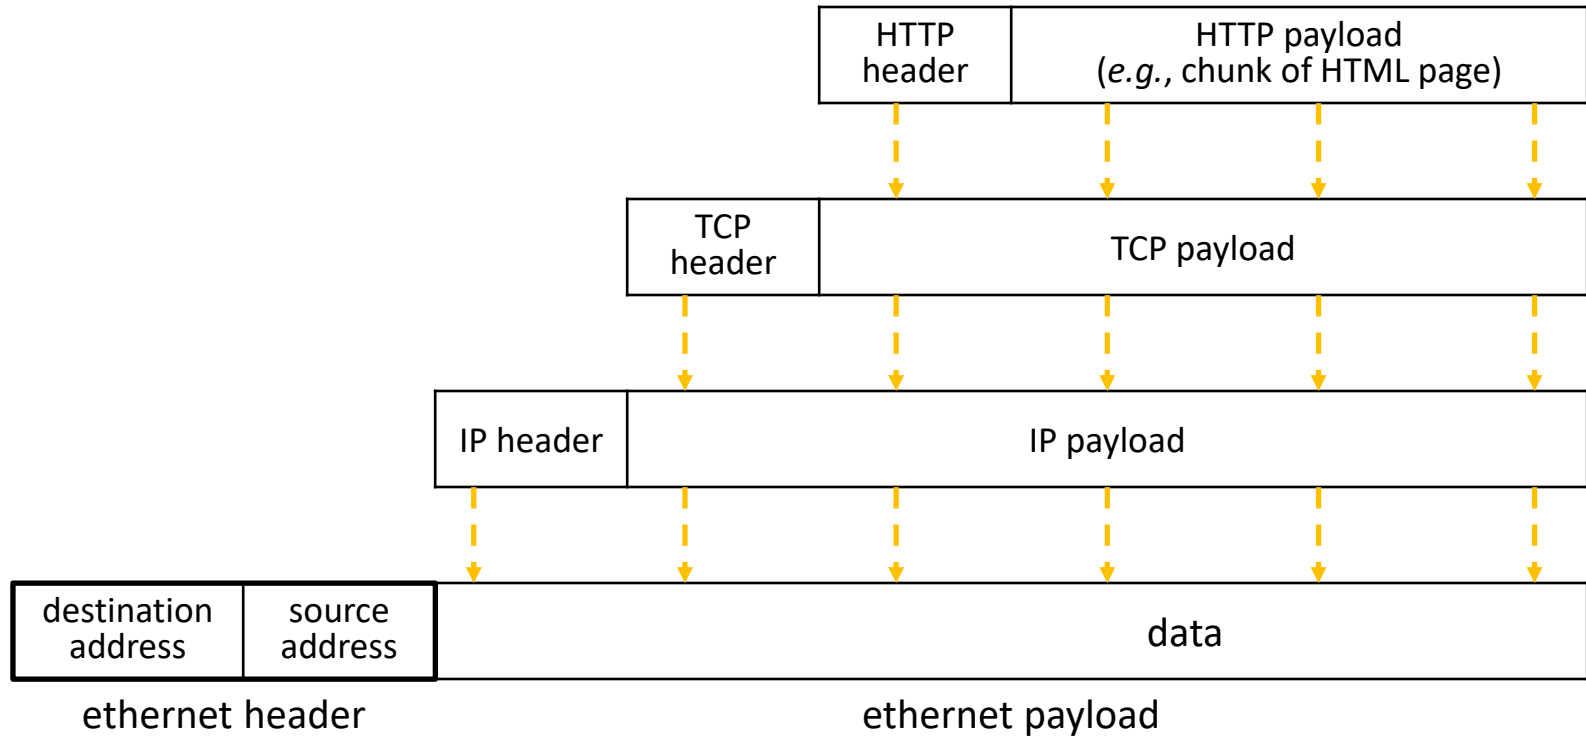 HTTP
header
HTTP payload
(e.g., chunk of HTML page)
TCP
header
TCP payload
IP header
IP payload
destination
address
source
address
data
ethernet header
ethernet payload